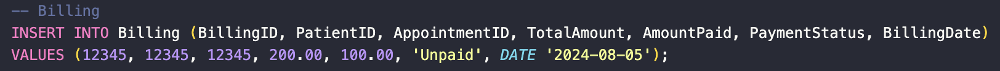 -- Billing
INSERT INTO Billing (BillingID, PatientID, AppointmentID, TotalAmount, AmountPaid, PaymentStatus, BillingDate)
VALUES (12345, 12345, 12345, 200.00, 100.00, 'Unpaid', DATE '2024-08-05');